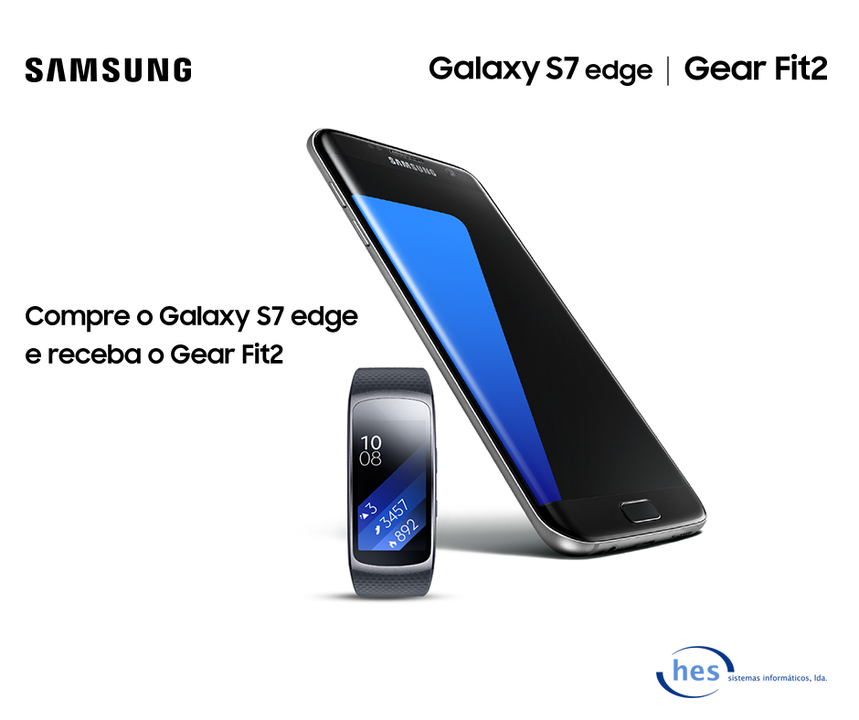 SAMSUNG
Galaxy S7 edge | Gear Fit2
SAMSUNG
Compre o Galaxy S7 edge
e receba o Gear Fit2
10
08
3
3457
892
hes sistemas informáticos, lda.